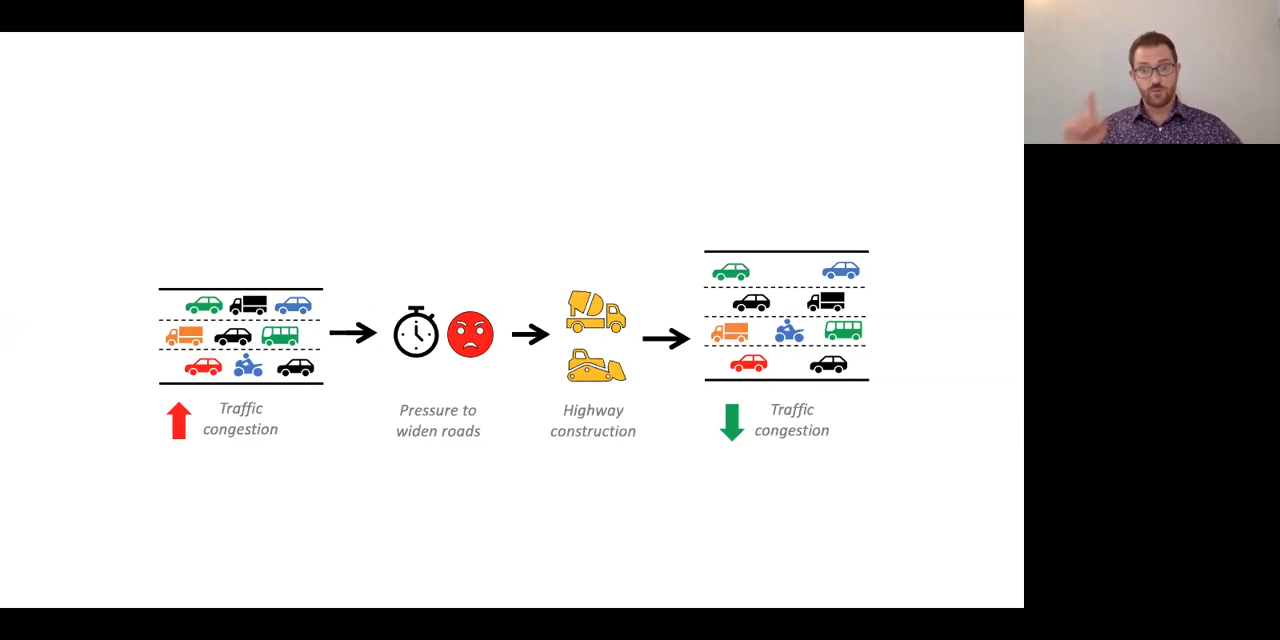 Traffic
congestion
Pressure to
widen roads
Highway
construction
Traffic
congestion